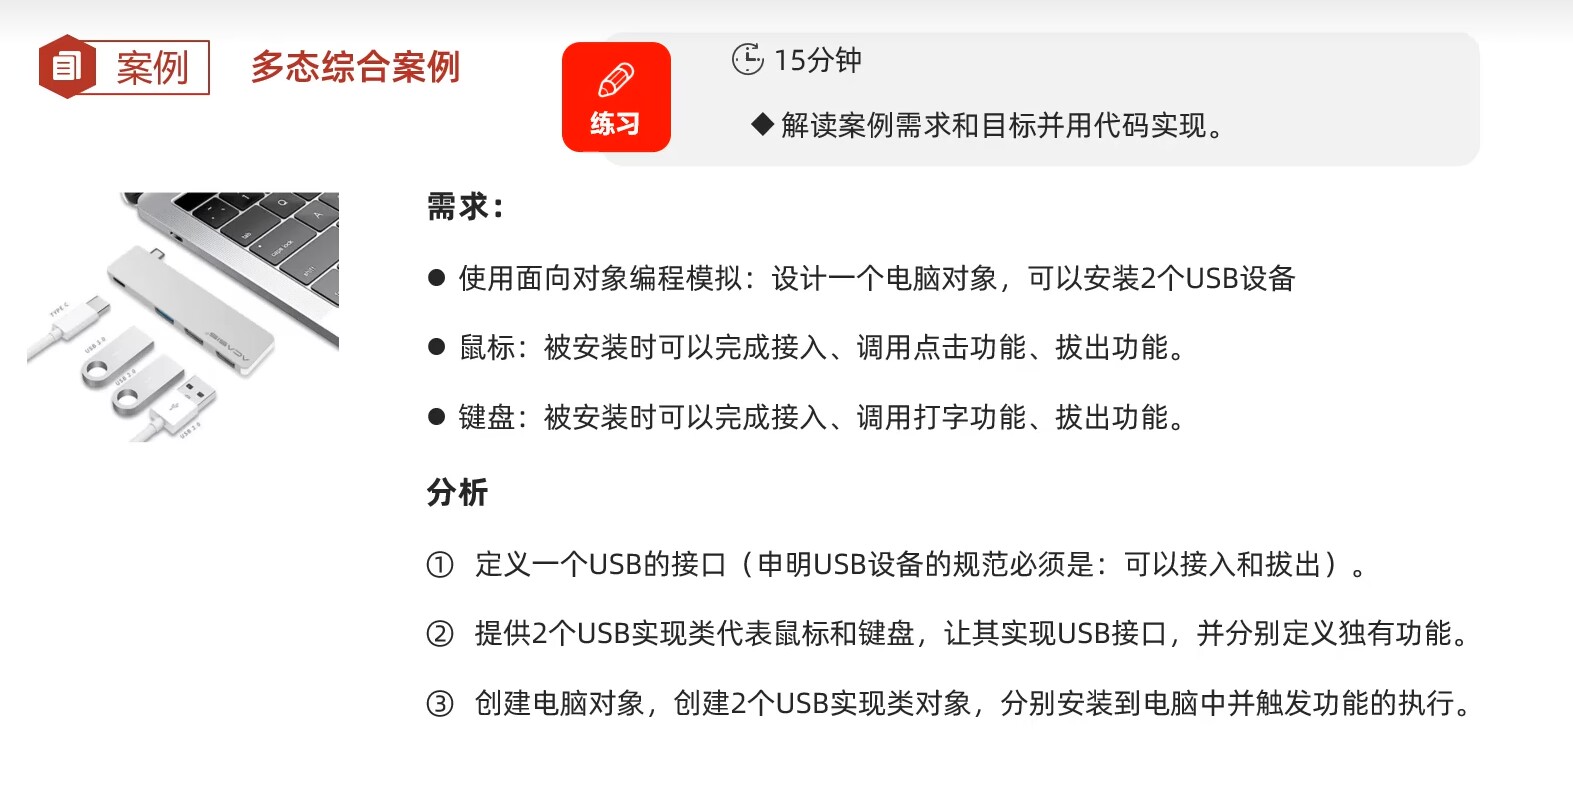 案例
多态综合案例
练习
15分钟
◆解读案例需求和目标并用代码实现。
需求：
● 使用面向对象编程模拟：设计一个电脑对象，可以安装2个USB设备
● 鼠标：被安装时可以完成接入、调用点击功能、拔出功能。
● 键盘：被安装时可以完成接入、调用打字功能、拔出功能。
TYPE C
USB 3.0
USB 2.0
分析
① 定义一个USB的接口（申明USB设备的规范必须是：可以接入和拔出）。
② 提供2个USB实现类代表鼠标和键盘，让其实现USB接口，并分别定义独有功能。
③ 创建电脑对象，创建2个USB实现类对象，分别安装到电脑中并触发功能的执行。